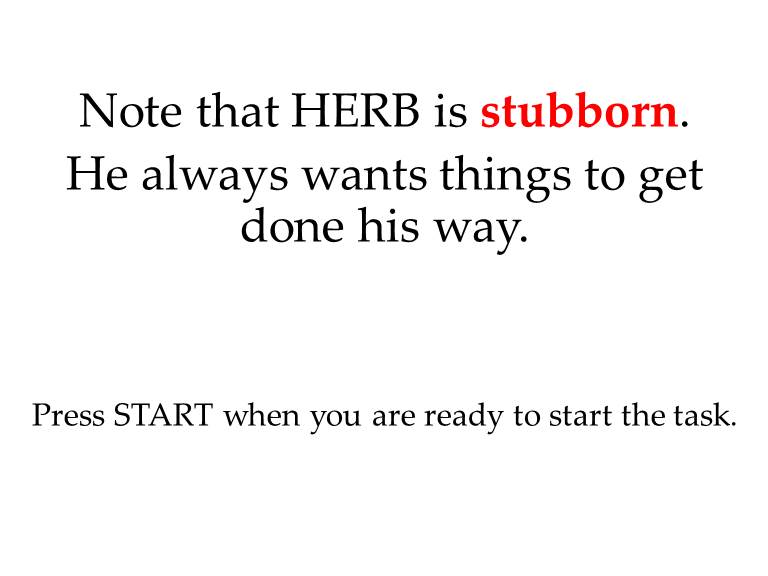 Note that HERB is stubborn.
He always wants things to get
done his way.
Press START when you are ready to start the task.